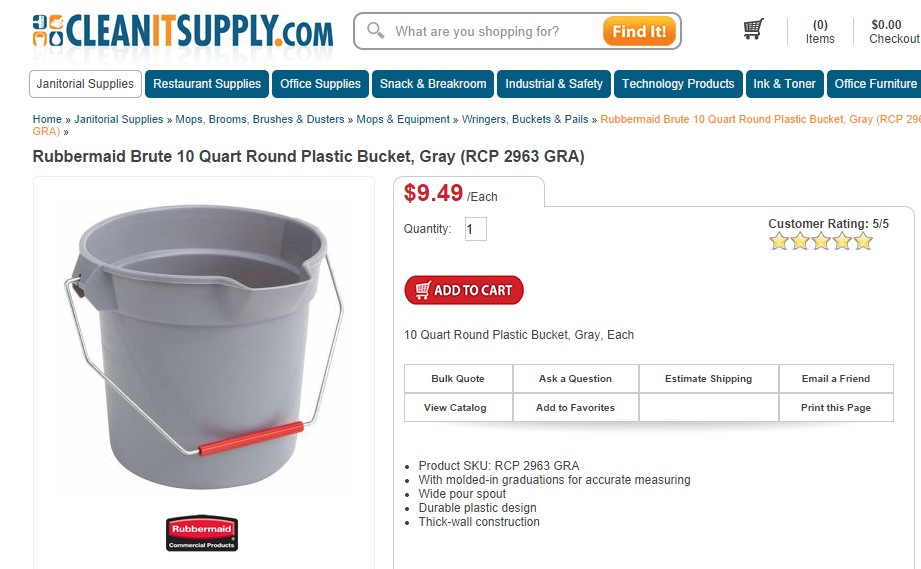 CLEANITSUPPLY.COM
What are you shopping for?
Find It!
(0)
Items
$0.00
Checkout
Janitorial Supplies
Restaurant Supplies
Office Supplies
Snack & Breakroom
Industrial & Safety
Technology Products
Ink & Toner
Office Furniture
Home » Janitorial Supplies » Mops, Brooms, Brushes & Dusters » Mops & Equipment » Wringers, Buckets & Pails » Rubbermaid Brute 10 Quart Round Plastic Bucket, Gray (RCP 296
GRA) »
Rubbermaid Brute 10 Quart Round Plastic Bucket, Gray (RCP 2963 GRA)
$9.49 /Each
Quantity: 1
Customer Rating: 5/5
ADD TO CART
10 Quart Round Plastic Bucket, Gray, Each
Bulk Quote
Ask a Question
Estimate Shipping
Email a Friend
View Catalog
Add to Favorites
Print this Page
• Product SKU: RCP 2963 GRA
• With molded-in graduations for accurate measuring
• Wide pour spout
• Durable plastic design
• Thick-wall construction
Rubbermaid
Commercial Products